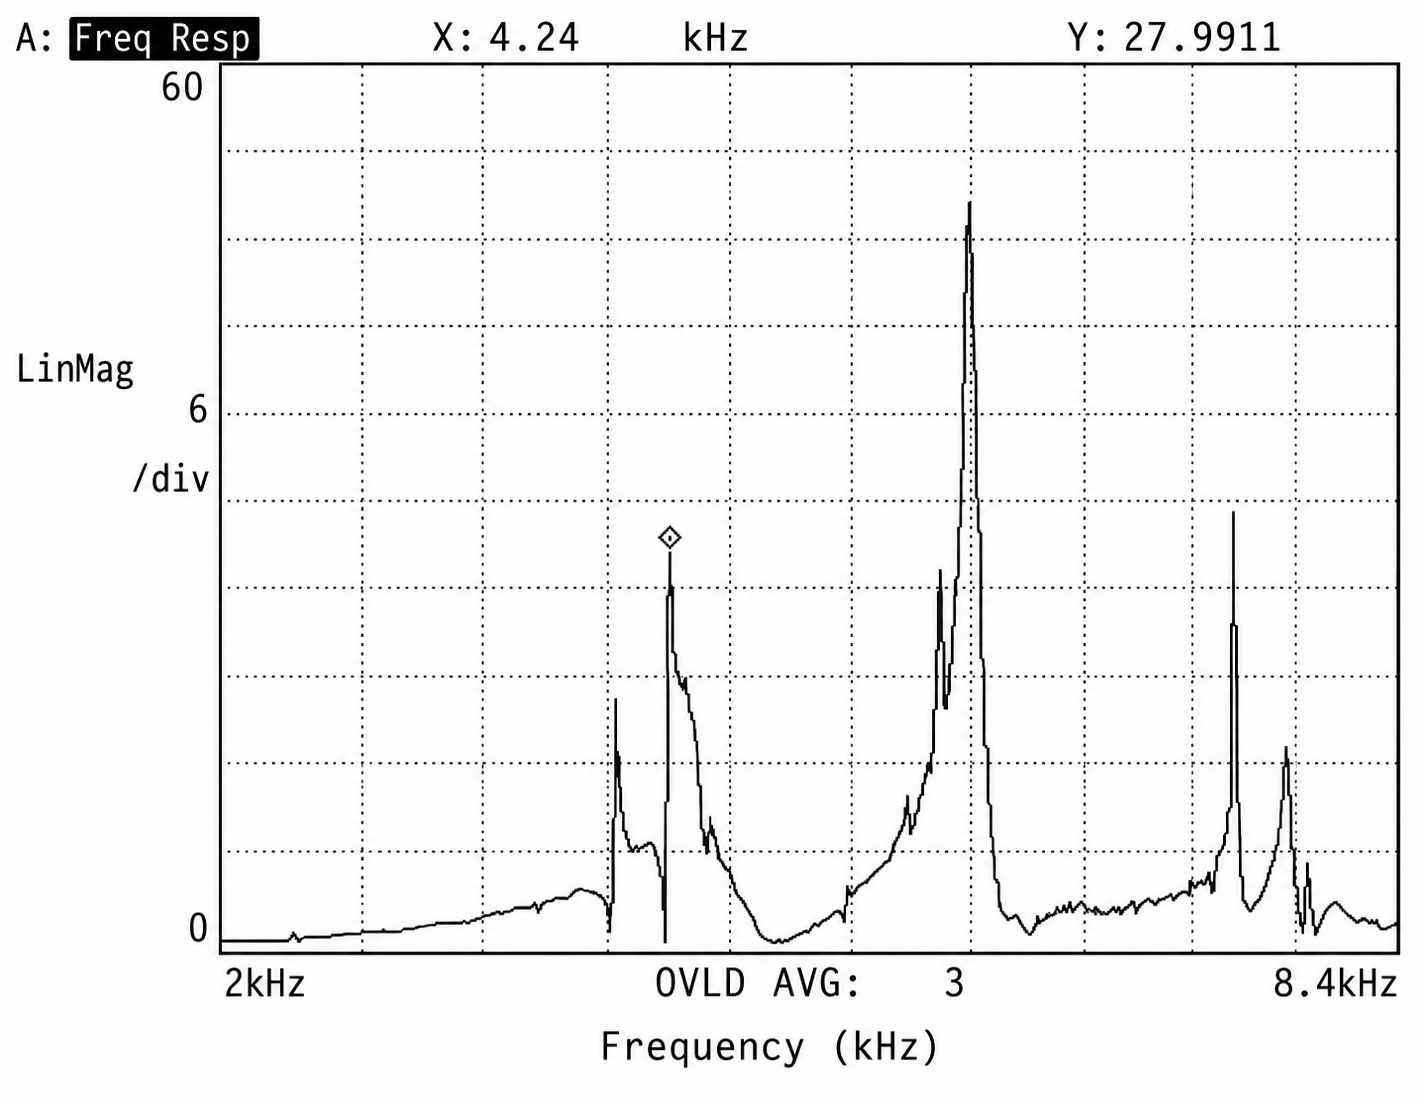 A: Freq Resp X: 4.24 kHz Y: 27.9911
60
LinMag
6
/div
0
2kHz OVLD AVG: 3 8.4kHz
Frequency (kHz)